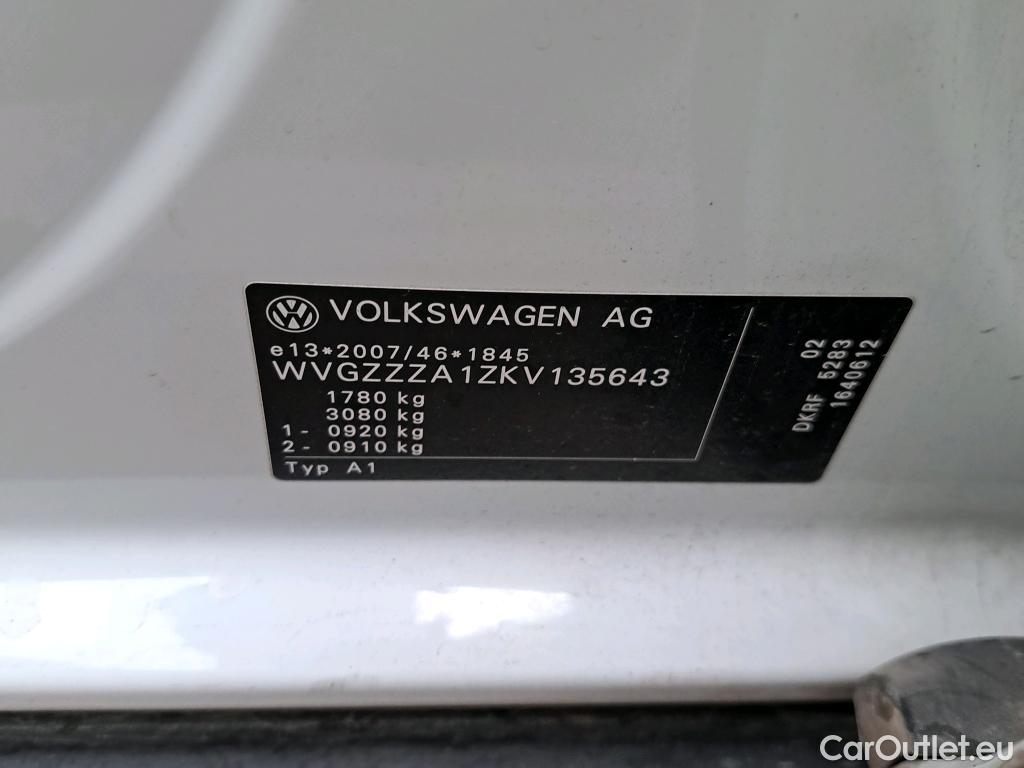 VOLKSWAGEN AG
e13*2007/46*1845
WVGZZZA1ZKV135643
1780 kg
3080 kg
1- 0920 kg
2- 0910 kg
Typ A1
02
DKRF 5283
1640612
CarOutlet.eu